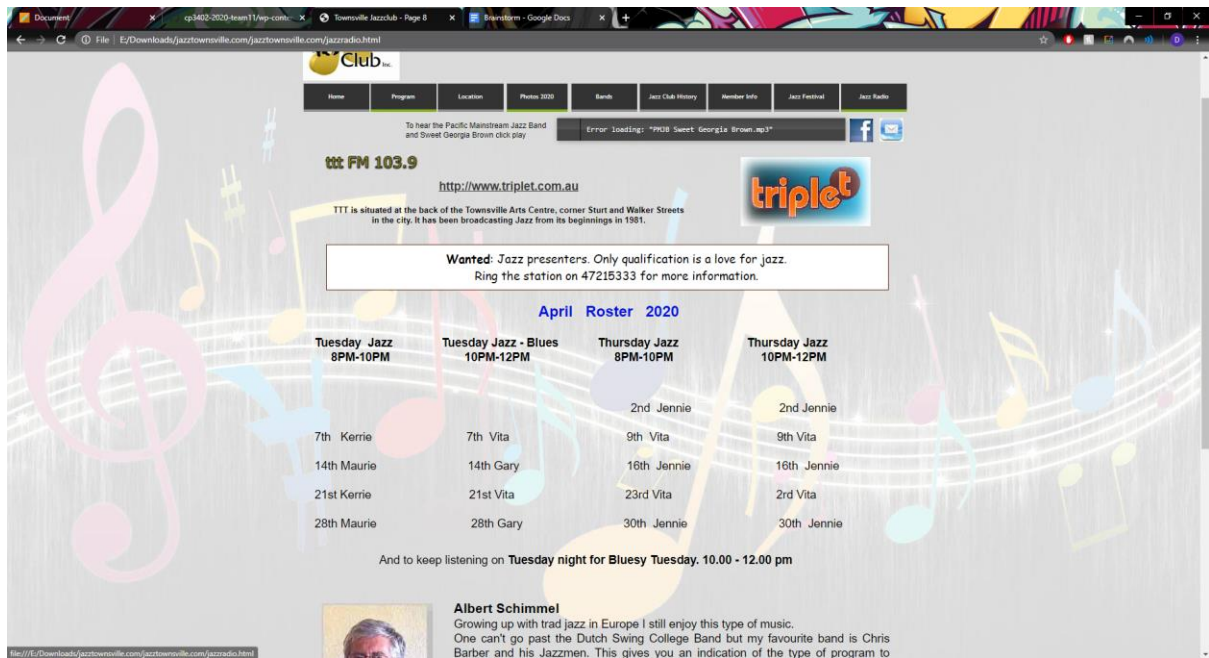 Document
cp3402-2020-team11/wp-conte
Townsville Jazzclub - Page 8
Brainstorm - Google Docs
File | E:/Downloads/jazztownsville.com/jazztownsville.com/jazzradio.html
Club Inc.
Home Program Location Photos 2020 Bands Jazz Club History Member Info Jazz Festival Jazz Radio
To hear the Pacific Mainstream Jazz Band
and Sweet Georgia Brown click play
Error loading: "PMJB Sweet Georgia Brown.mp3"
ttt FM 103.9
http://www.triplet.com.au
triplet
TTT is situated at the back of the Townsville Arts Centre, corner Sturt and Walker Streets
in the city. It has been broadcasting Jazz from its beginnings in 1981.
Wanted: Jazz presenters. Only qualification is a love for jazz.
Ring the station on 47215333 for more information.
April Roster 2020
Tuesday Jazz Tuesday Jazz - Blues Thursday Jazz Thursday Jazz
8PM-10PM 10PM-12PM 8PM-10PM 10PM-12PM
2nd Jennie 2nd Jennie
7th Kerrie 7th Vita 9th Vita 9th Vita
14th Maurie 14th Gary 16th Jennie 16th Jennie
21st Kerrie 21st Vita 23rd Vita 2rd Vita
28th Maurie 28th Gary 30th Jennie 30th Jennie
And to keep listening on Tuesday night for Bluesy Tuesday. 10.00 - 12.00 pm
Albert Schimmel
Growing up with trad jazz in Europe I still enjoy this type of music.
One can't go past the Dutch Swing College Band but my favourite band is Chris
Barber and his Jazzmen. This gives you an indication of the type of program to
file:///E:/Downloads/jazztownsville.com/jazztownsville.com/jazzradio.html